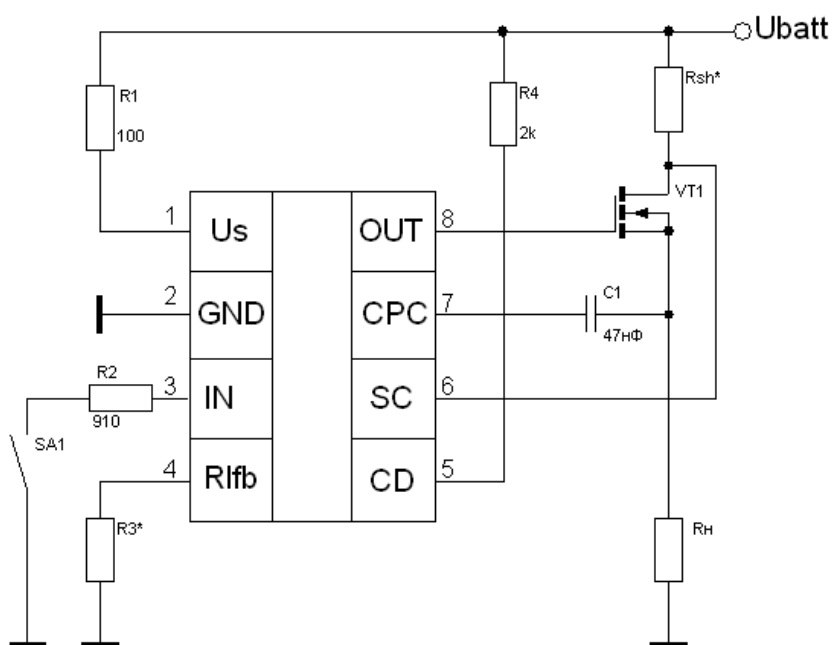 Ubatt
R1
100
R4
2k
Rsh*
VT1
1
Us
OUT
8
2
GND
CPC
7
C1
47нФ
R2
910
3
IN
SC
6
SA1
4
RIfb
CD
5
R3*
Rн